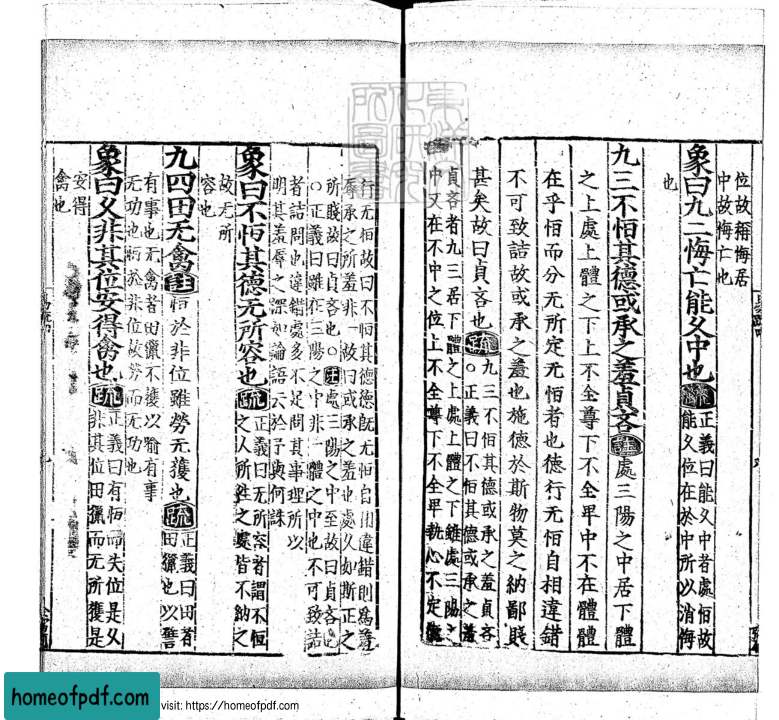 位故稱悔居
中故悔亡也
象曰九二悔亡能久中也疏正義曰能久中者處恒故
能久位在於中所以消悔
也
九三不恒其德或承之羞貞吝注處三陽之中居下體
之上處上體之下上不全尊下不全卑中不在體體
在乎恒而分无所定无恒者也德行无恒自相違錯
不可致詰故或承之羞也施德於斯物莫之納鄙賤
甚矣故曰貞吝也疏九三不恒其德或承之羞貞吝
○正義曰不恒其德或承之羞
貞吝者九三居下體之上處上體之下雖處三陽之
中又在不中之位上不全尊下不全卑執心不定德
行无恒故曰不恒其德德既无恒自相違錯則爲羞
辱承之所羞非一故曰或承之羞也處久如斯正之
所賤故曰貞吝也○注處三陽之中至故曰貞吝也
○正義曰雖在三陽之中非一體之中也不可致詰
者詰問也違錯處多不足問其事理所以
明其羞辱之深如論語云於予與何誅
象曰不恒其德无所容也疏正義曰无所容者謂不恒
之人所往之處皆不納之
故无所
容也
九四田无禽注恒於非位雖勞无獲也疏正義曰田者
田獵也以譬
有事也无禽者田獵不獲以喻有事
无功也恒於非位故勞而无功也
象曰久非其位安得禽也疏正義曰有恒而失位是久
非其位田獵而无所獲是
安得
禽也
homeofpdf.com
visit: https://homeofpdf.com